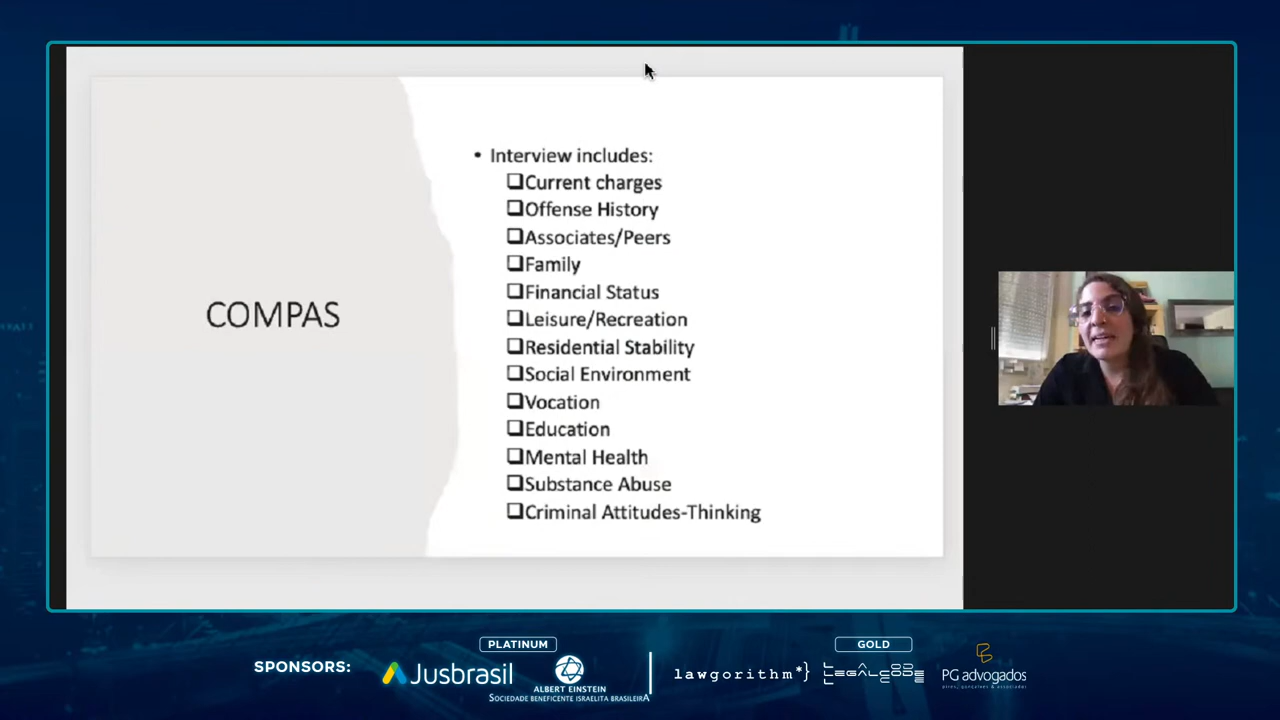 COMPAS
• Interview includes:
❑Current charges
❑Offense History
❑Associates/Peers
❑Family
❑Financial Status
❑Leisure/Recreation
❑Residential Stability
❑Social Environment
❑Vocation
❑Education
❑Mental Health
❑Substance Abuse
❑Criminal Attitudes-Thinking
SPONSORS:
PLATINUM
Jusbrasil
ALBERT EINSTEIN
SOCIEDADE BENEFICENTE ISRAELITA BRASILEIRA
GOLD
lawgorithm*}
LEGALCODE
PG advogados